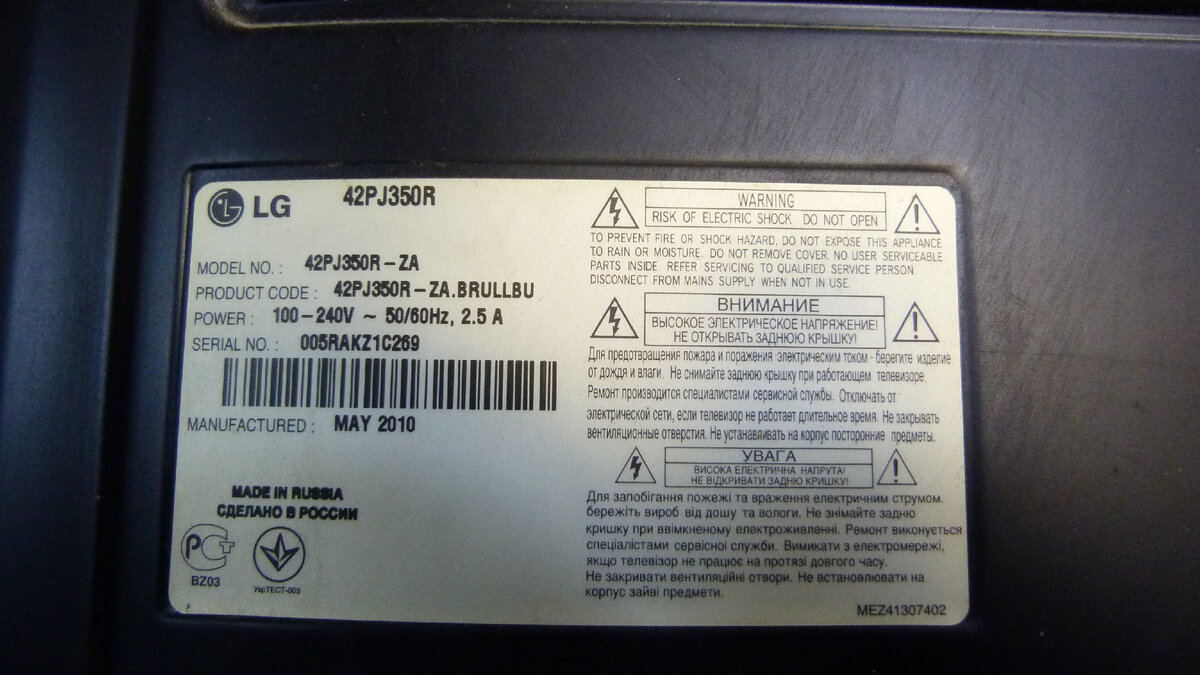 LG 42PJ350R
MODEL NO. : 42PJ350R-ZA
PRODUCT CODE : 42PJ350R-ZA.BRULLBU
POWER : 100-240V ~ 50/60Hz, 2.5 A
SERIAL NO. : 005RAKZ1C269
MANUFACTURED : MAY 2010
MADE IN RUSSIA
СДЕЛАНО В РОССИИ
РСТ
BZ03
УкрТЕСТ-003
WARNING
RISK OF ELECTRIC SHOCK DO NOT OPEN
TO PREVENT FIRE OR SHOCK HAZARD, DO NOT EXPOSE THIS APPLIANCE
TO RAIN OR MOISTURE. DO NOT REMOVE COVER. NO USER SERVICEABLE
PARTS INSIDE. REFER SERVICING TO QUALIFIED SERVICE PERSON.
DISCONNECT FROM MAINS SUPPLY WHEN NOT IN USE.
ВНИМАНИЕ
ВЫСОКОЕ ЭЛЕКТРИЧЕСКОЕ НАПРЯЖЕНИЕ!
НЕ ОТКРЫВАТЬ ЗАДНЮЮ КРЫШКУ!
Для предотвращения пожара и поражения электрическим током - берегите изделие
от дождя и влаги. Не снимайте заднюю крышку при работающем телевизоре.
Ремонт производится специалистами сервисной службы. Отключать от
электрической сети, если телевизор не работает длительное время. Не закрывать
вентиляционные отверстия. Не устанавливать на корпус посторонние предметы.
УВАГА
ВИСОКА ЕЛЕКТРИЧНА НАПРУГА!
НЕ ВІДКРИВАТИ ЗАДНЮ КРИШКУ!
Для запобігання пожежі та враження електричним струмом.
бережіть виріб від дошу та вологи. Не знімайте задню
кришку при ввімкненому електроживленні. Ремонт виконується
спеціалістами сервісної служби. Вимикати з електромережі,
якщо телевізор не працює на протязі довгого часу.
Не закривати вентиляційні отвори. Не встановлювати на
корпус зайві предмети.
MEZ41307402